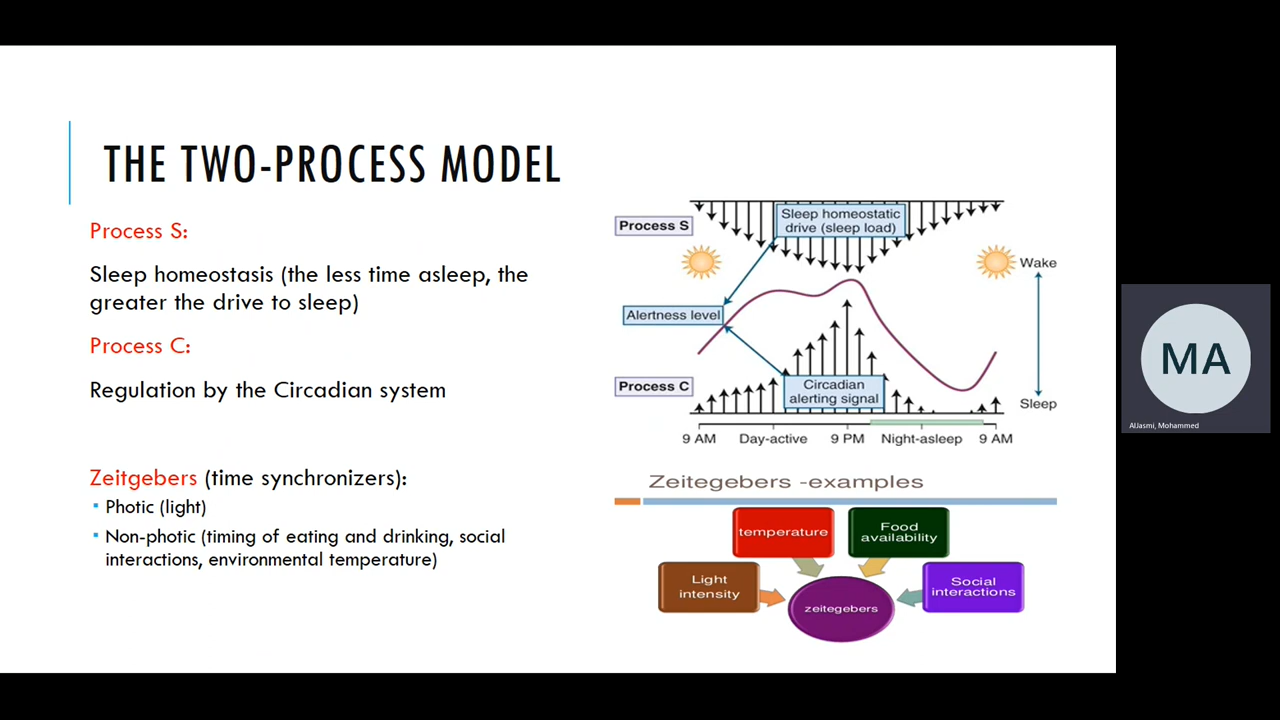 THE TWO-PROCESS MODEL
Process S:
Sleep homeostasis (the less time asleep, the
greater the drive to sleep)
Process C:
Regulation by the Circadian system
Zeitgebers (time synchronizers):
Photic (light)
Non-photic (timing of eating and drinking, social
interactions, environmental temperature)
Process S
Sleep homeostatic
drive (sleep load)
Wake
Alertness level
Process C
Circadian
alerting signal
Sleep
9 AM
Day-active
9 PM
Night-asleep
9 AM
Zeitegebers -examples
temperature
Food
availability
Light
intensity
Social
interactions
zeitegebers
MA
AlJasmi, Mohammed